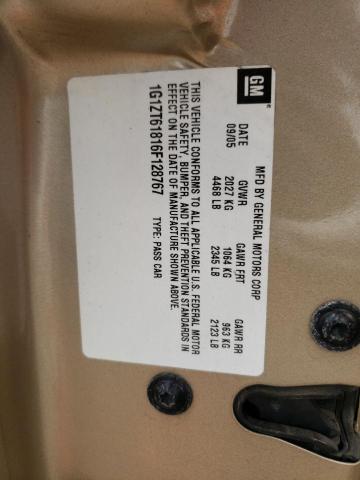 GM
MFD BY GENERAL MOTORS CORP
DATE GVWR GAWR FRT GAWR RR
09/05 2027 KG 1064 KG 963 KG
4468 LB 2345 LB 2123 LB
THIS VEHICLE CONFORMS TO ALL APPLICABLE U.S. FEDERAL MOTOR
VEHICLE SAFETY, BUMPER, AND THEFT PREVENTION STANDARDS IN
EFFECT ON THE DATE OF MANUFACTURE SHOWN ABOVE.
1G1ZT61816F128767 TYPE: PASS CAR